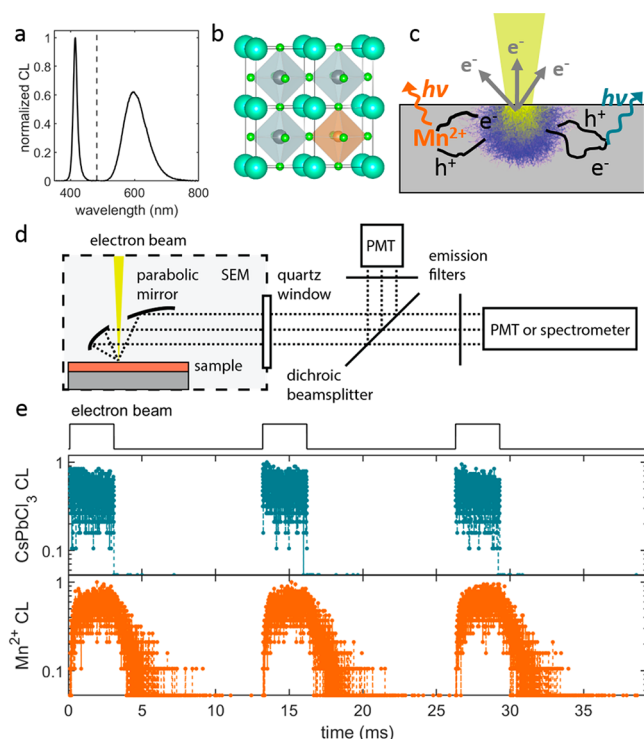 a
normalized CL
1
0.8
0.6
0.4
0.2
0
400
600
800
wavelength (nm)
b
c
e-
e-
e-
hν
hν
Mn2+
e-
h+
h+
e-
d
electron beam
parabolic
mirror
SEM
quartz
window
PMT
emission
filters
PMT or spectrometer
sample
dichroic
beamsplitter
e
electron beam
CsPbCl3 CL
1
0.1
Mn2+ CL
1
0.1
0
5
10
15
20
25
30
35
time (ms)